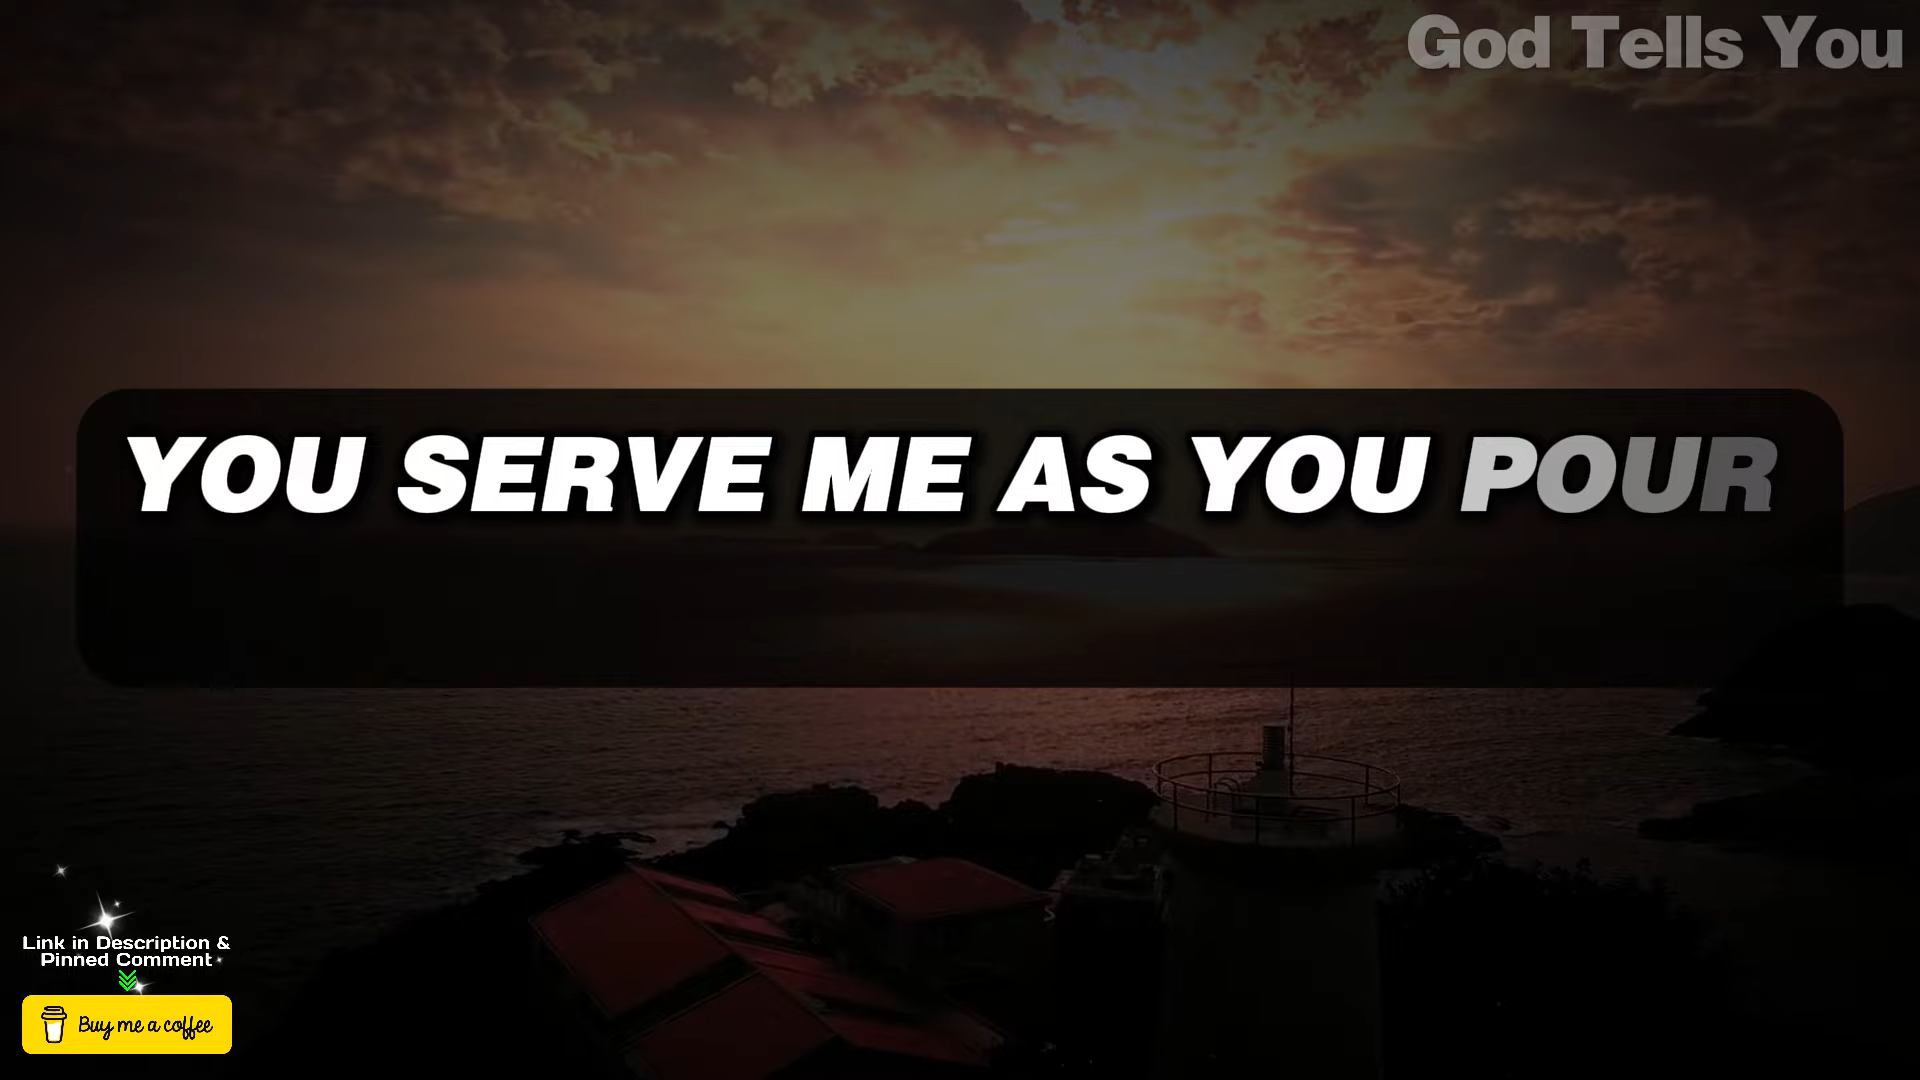 God Tells You
YOU SERVE ME AS YOU POUR
Link in Description &
Pinned Comment
Buy me a coffee